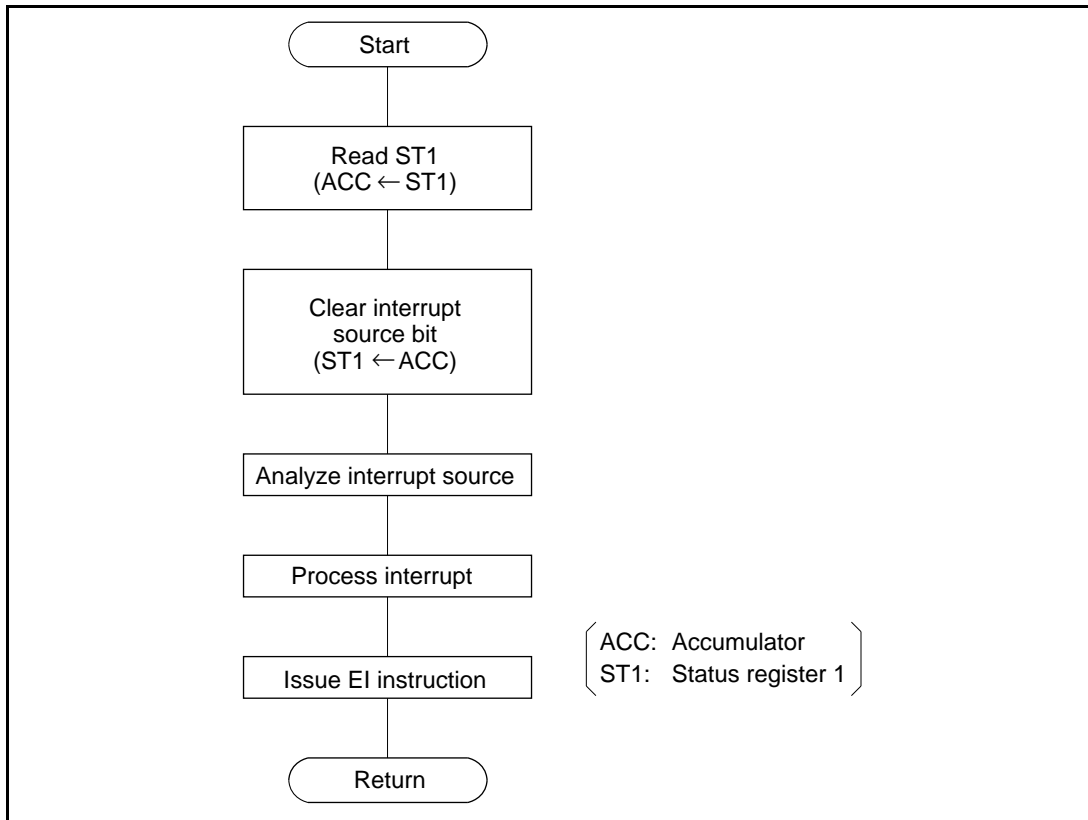 Start
Read ST1
(ACC ← ST1)
Clear interrupt
source bit
(ST1 ← ACC)
Analyze interrupt source
Process interrupt
Issue EI instruction
ACC: Accumulator
ST1: Status register 1
Return